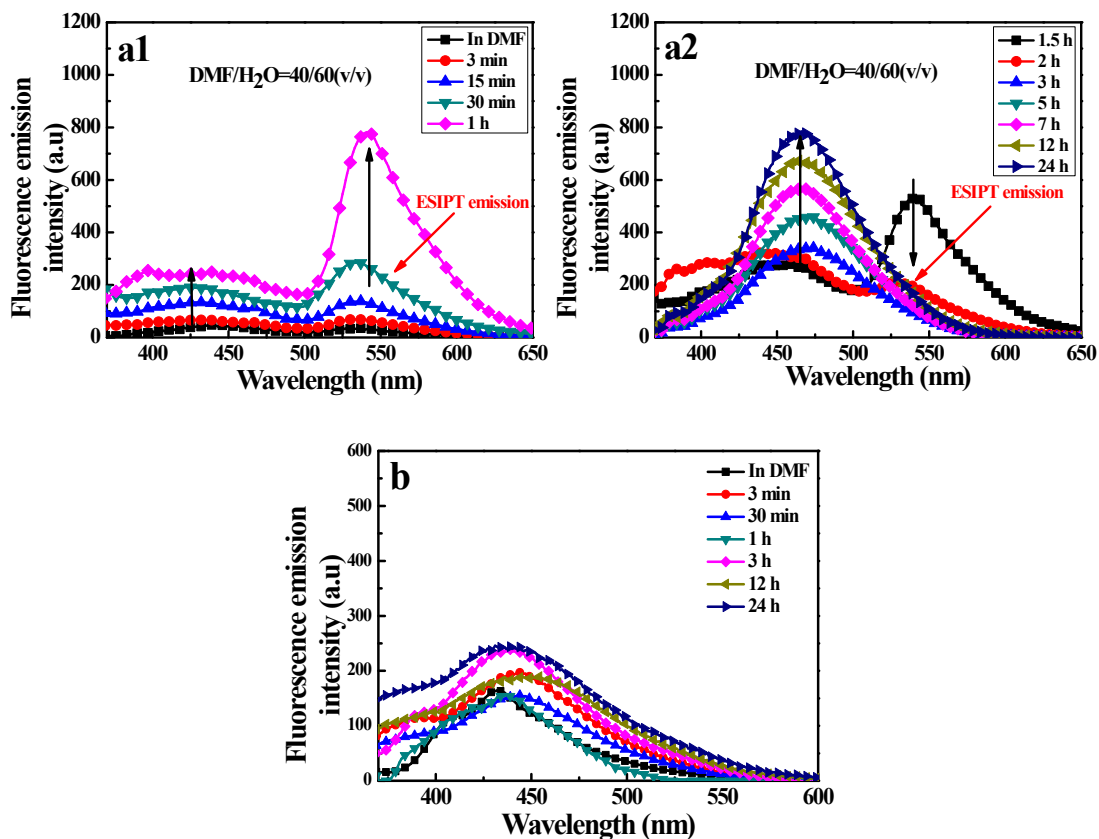 a1
DMF/H₂O=40/60(v/v)
In DMF
3 min
15 min
30 min
1 h
ESIPT emission
Fluorescence emission
intensity (a.u)
1200
1000
800
600
400
200
0
400 450 500 550 600 650
Wavelength (nm)
a2
DMF/H₂O=40/60(v/v)
1.5 h
2 h
3 h
5 h
7 h
12 h
24 h
ESIPT emission
Fluorescence emission
intensity (a.u)
1200
1000
800
600
400
200
0
400 450 500 550 600 650
Wavelength (nm)
b
In DMF
3 min
30 min
1 h
3 h
12 h
24 h
Fluorescence emission
intensity (a.u)
600
500
400
300
200
100
0
400 450 500 550 600
Wavelength (nm)